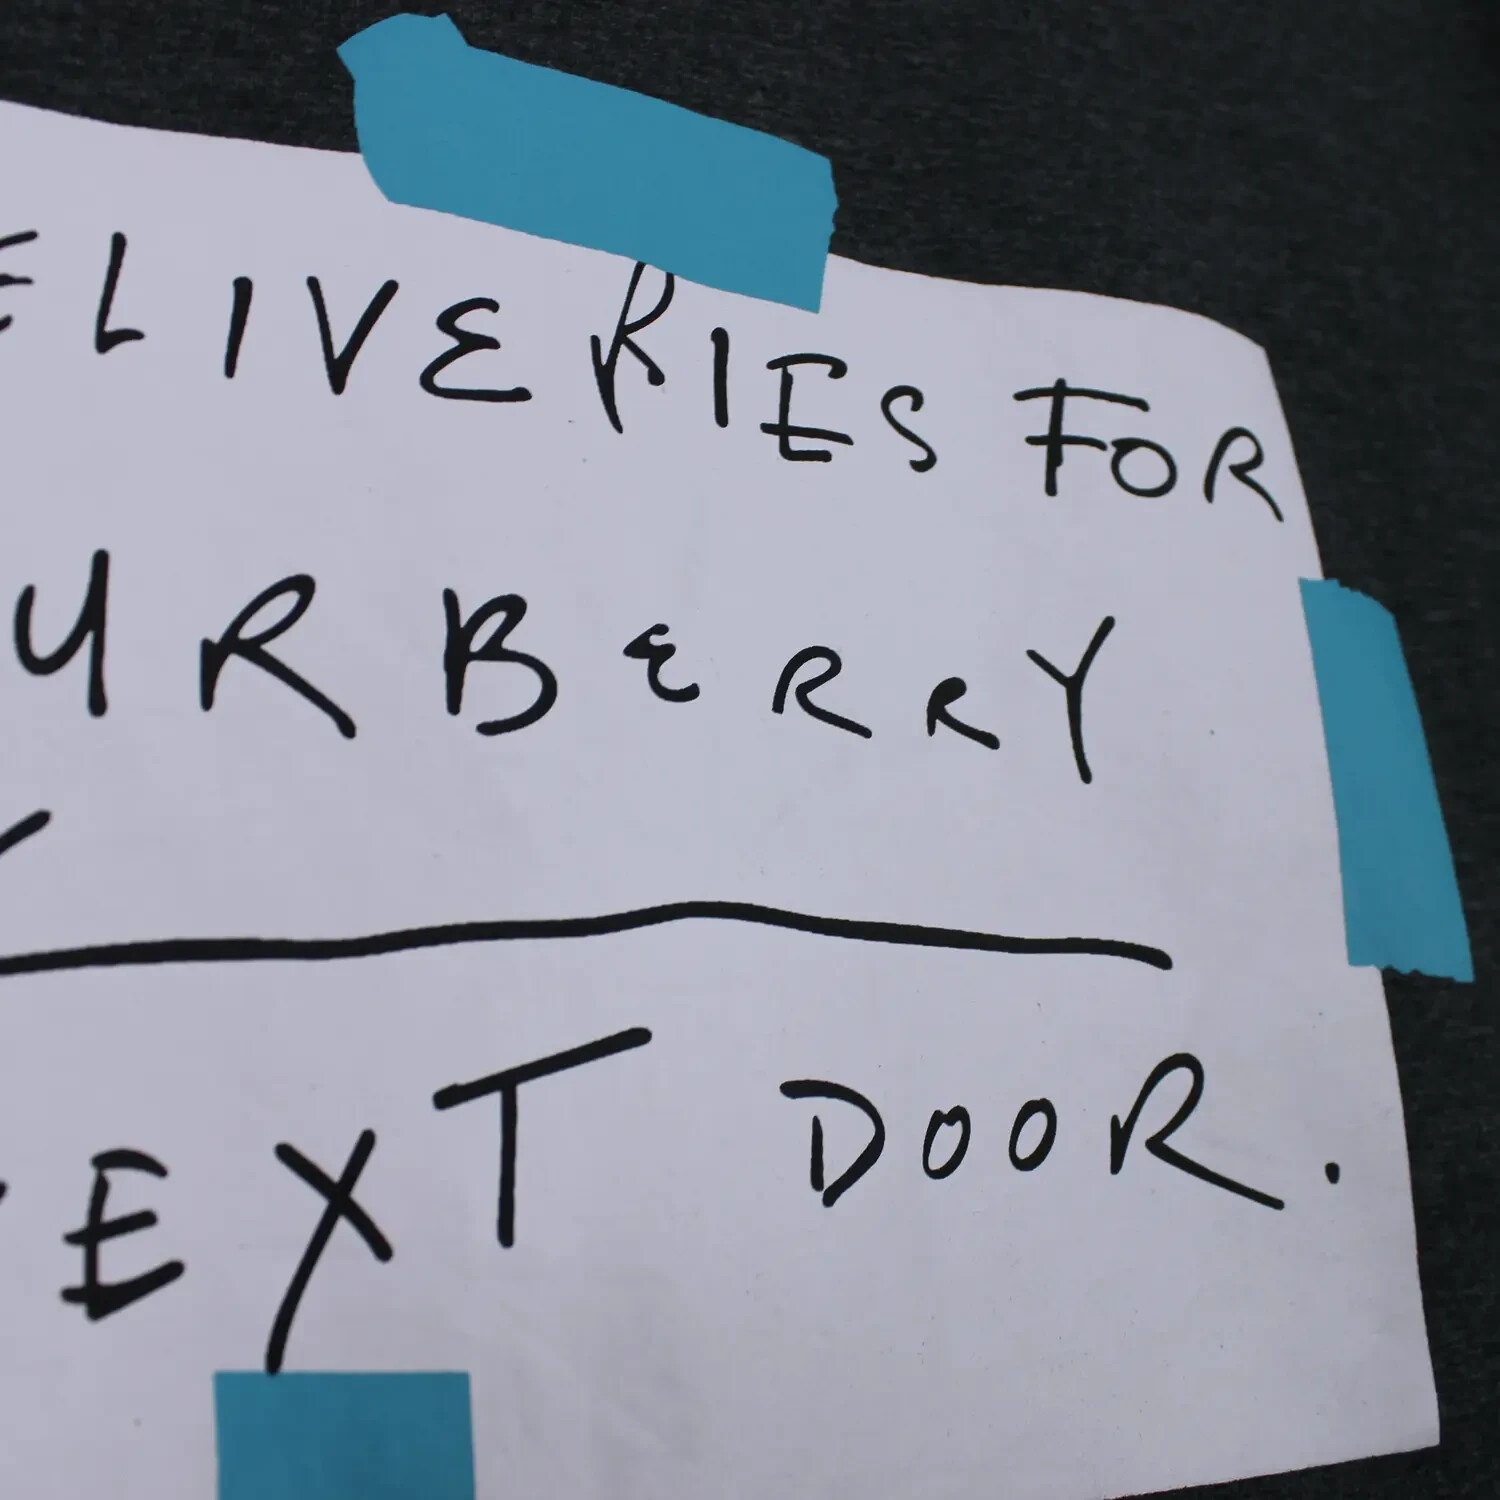 ELIVERIES FOR
URBERRY
EXT DOOR.